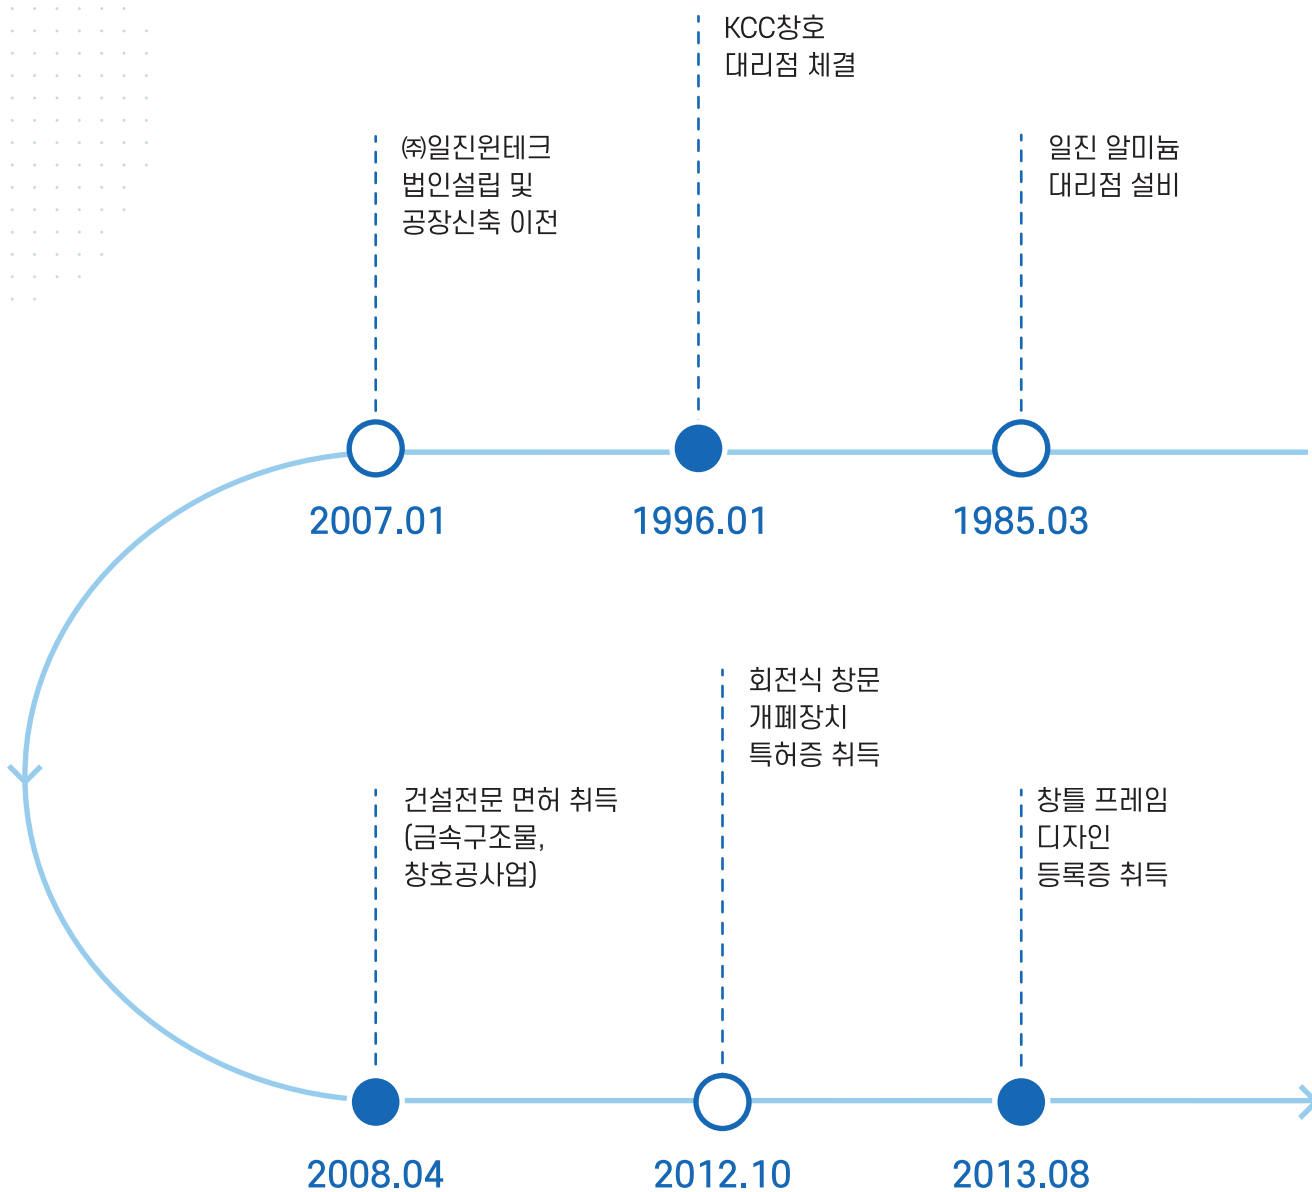 KCC창호
대리점 체결
㈜일진윈테크
법인설립 및
공장신축 이전
일진 알미늄
대리점 설비
2007.01
1996.01
1985.03
회전식 창문
개폐장치
특허증 취득
건설전문 면허 취득
(금속구조물,
창호공사업)
창틀 프레임
디자인
등록증 취득
2008.04
2012.10
2013.08